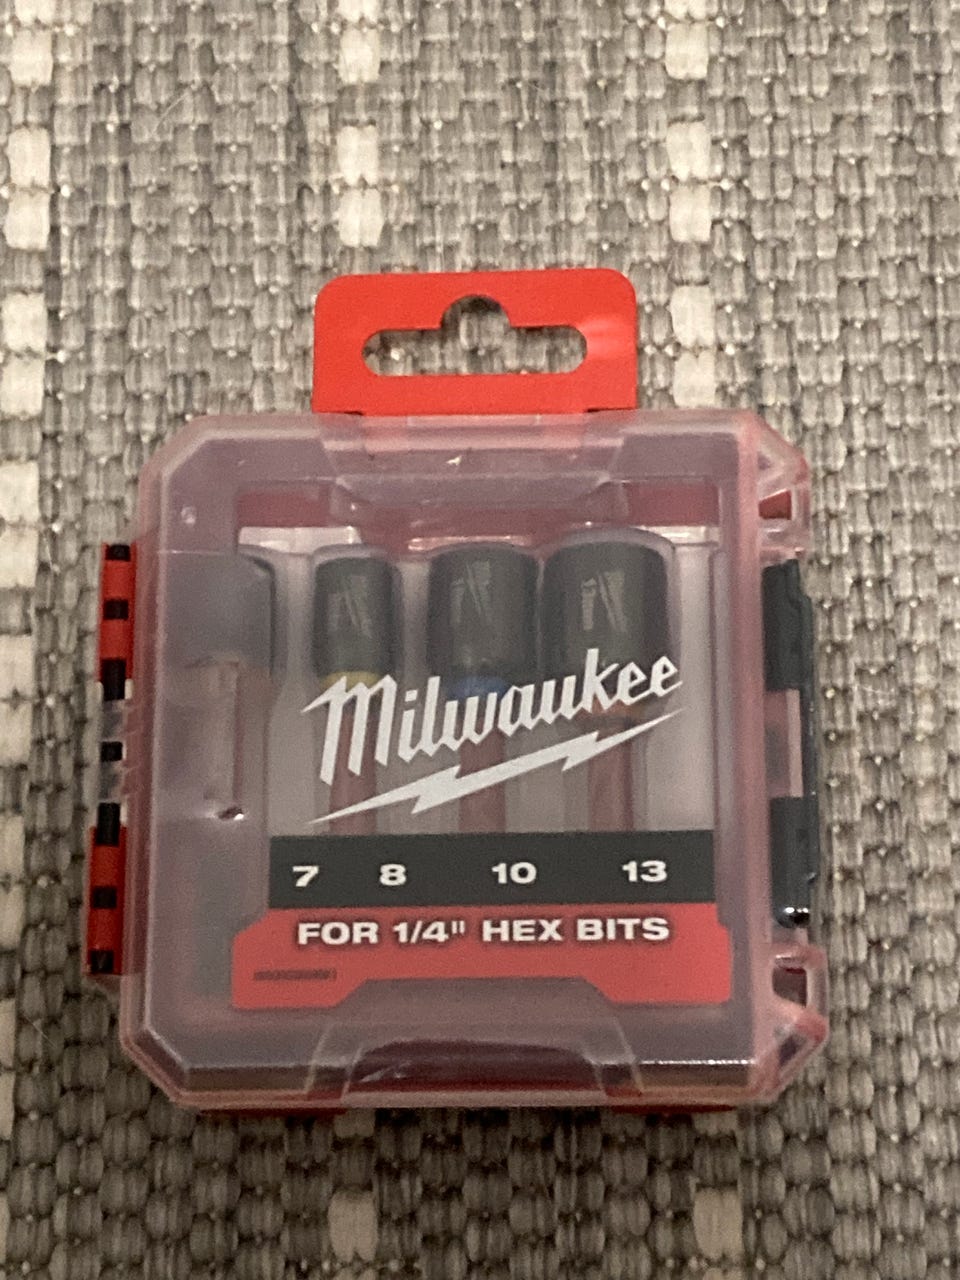 Milwaukee
7 8 10 13
FOR 1/4" HEX BITS